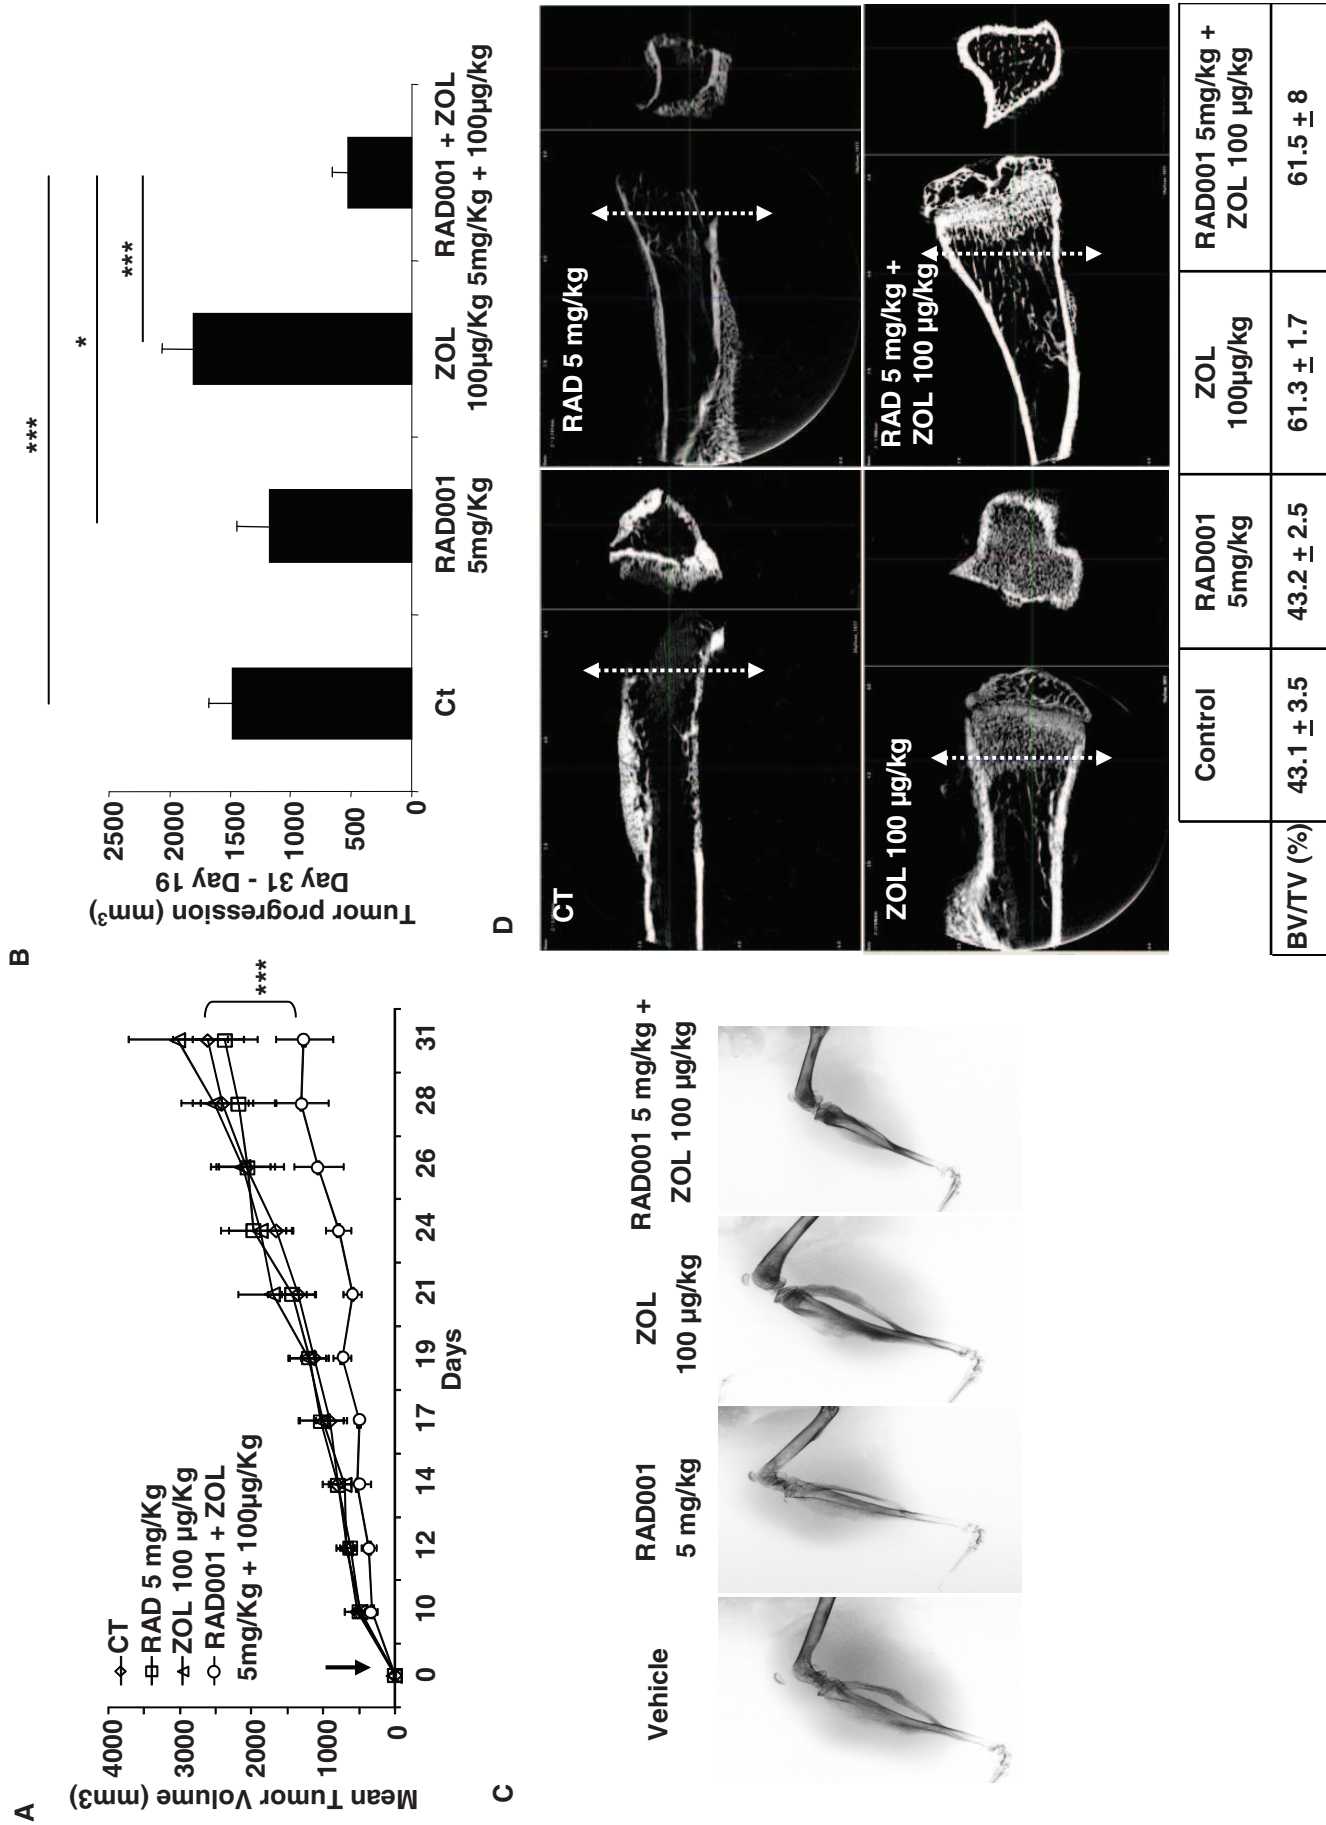 A
Mean Tumor Volume (mm3)
4000
3000
2000
1000
0
CT
RAD 5 mg/Kg
ZOL 100 µg/Kg
RAD001 + ZOL
5mg/Kg + 100µg/Kg
***
0 10 12 14 17 19 21 24 26 28 31
Days
B
Tumor progression (mm³)
Day 31 - Day 19
2500
2000
1500
1000
500
0
***
*
***
Ct
RAD001
5mg/Kg
ZOL
100µg/Kg
RAD001 + ZOL
5mg/Kg + 100µg/kg
C
Vehicle
RAD001
5 mg/kg
ZOL
100 µg/kg
RAD001 5 mg/kg +
ZOL 100 µg/kg
D
CT
RAD 5 mg/kg
ZOL 100 µg/kg
RAD 5 mg/kg +
ZOL 100 µg/kg
Control
RAD001
5mg/kg
ZOL
100µg/kg
RAD001 5mg/kg +
ZOL 100 µg/kg
BV/TV (%) 43.1 ± 3.5 43.2 ± 2.5 61.3 ± 1.7 61.5 ± 8